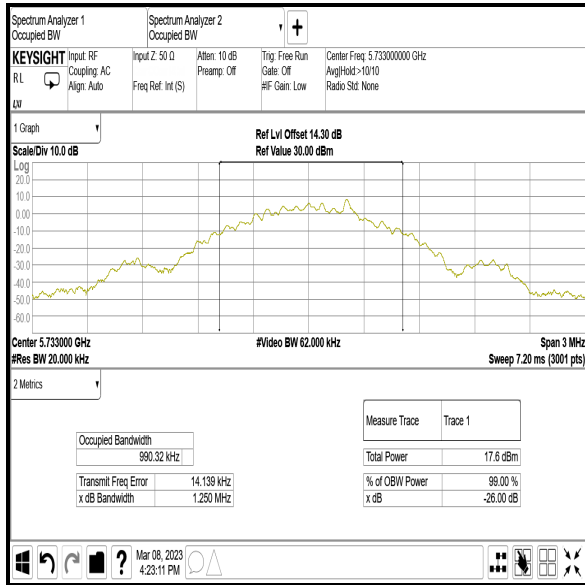 Spectrum Analyzer 1
Occupied BW
Spectrum Analyzer 2
Occupied BW
+
KEYSIGHT
RL
LXI
Input: RF
Coupling: AC
Align: Auto
Input Z: 50 Ω
Freq Ref: Int (S)
Atten: 10 dB
Preamp: Off
Trig: Free Run
Gate: Off
#IF Gain: Low
Center Freq: 5.733000000 GHz
Avg|Hold:>10/10
Radio Std: None
1 Graph
Scale/Div 10.0 dB
Ref Lvl Offset 14.30 dB
Ref Value 30.00 dBm
Log
20.0
10.0
0.00
-10.0
-20.0
-30.0
-40.0
-50.0
-60.0
Center 5.733000 GHz
#Video BW 62.000 kHz
Span 3 MHz
#Res BW 20.000 kHz
Sweep 7.20 ms (3001 pts)
2 Metrics
Measure Trace Trace 1
Occupied Bandwidth
990.32 kHz
Total Power 17.6 dBm
Transmit Freq Error 14.139 kHz
% of OBW Power 99.00 %
x dB Bandwidth 1.250 MHz
x dB -26.00 dB
?
Mar 08, 2023
4:23:11 PM